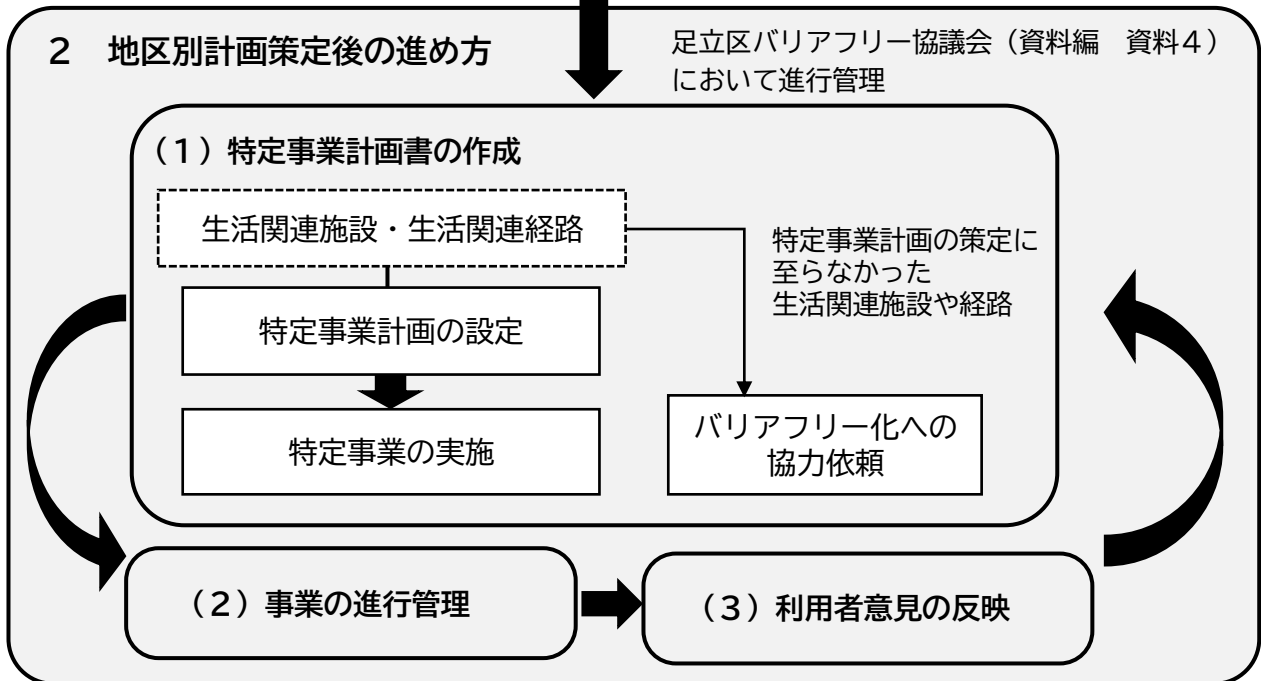 2 地区別計画策定後の進め方
足立区バリアフリー協議会（資料編 資料4）
において進行管理
（1）特定事業計画書の作成
生活関連施設・生活関連経路
特定事業計画の策定に
至らなかった
生活関連施設や経路
特定事業計画の設定
特定事業の実施
バリアフリー化への
協力依頼
（2）事業の進行管理
（3）利用者意見の反映